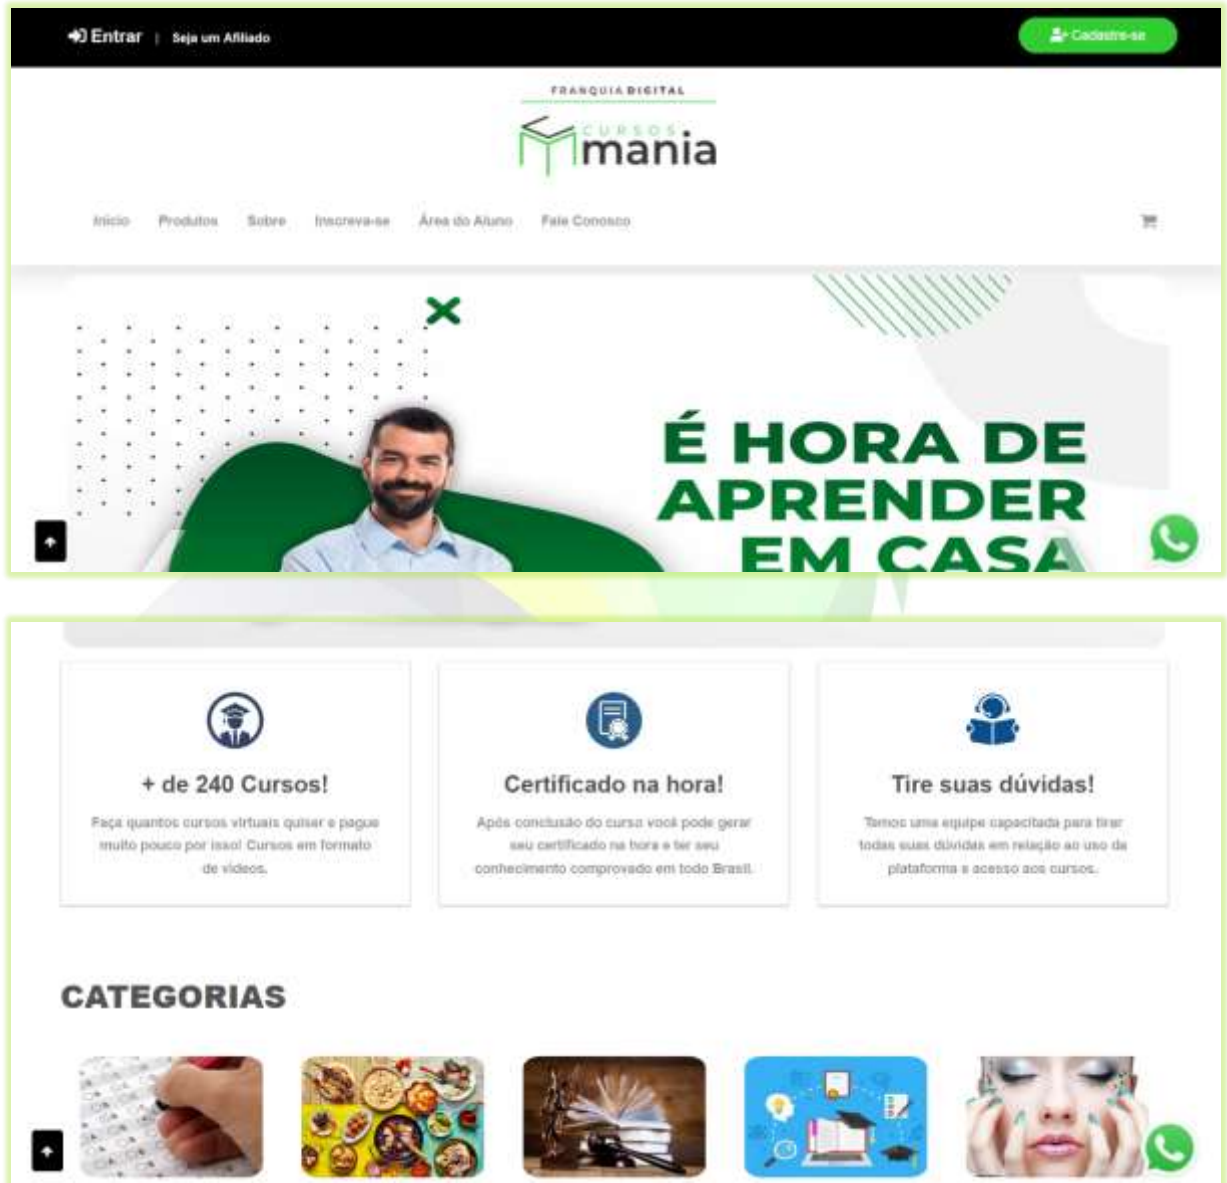 Entrar | Seja um Afiliado
Cadastre-se
FRANQUIA DIGITAL
CURSOS
mania
Início Produtos Sobre Inscreva-se Área do Aluno Fale Conosco
É HORA DE
APRENDER
EM CASA
+ de 240 Cursos!
Faça quantos cursos virtuais quiser e pague
muito pouco por isso! Cursos em formato
de vídeos.
Certificado na hora!
Após conclusão do curso você pode gerar
seu certificado na hora e ter seu
conhecimento comprovado em todo Brasil.
Tire suas dúvidas!
Temos uma equipe capacitada para tirar
todas suas dúvidas em relação ao uso da
plataforma e acesso aos cursos.
CATEGORIAS